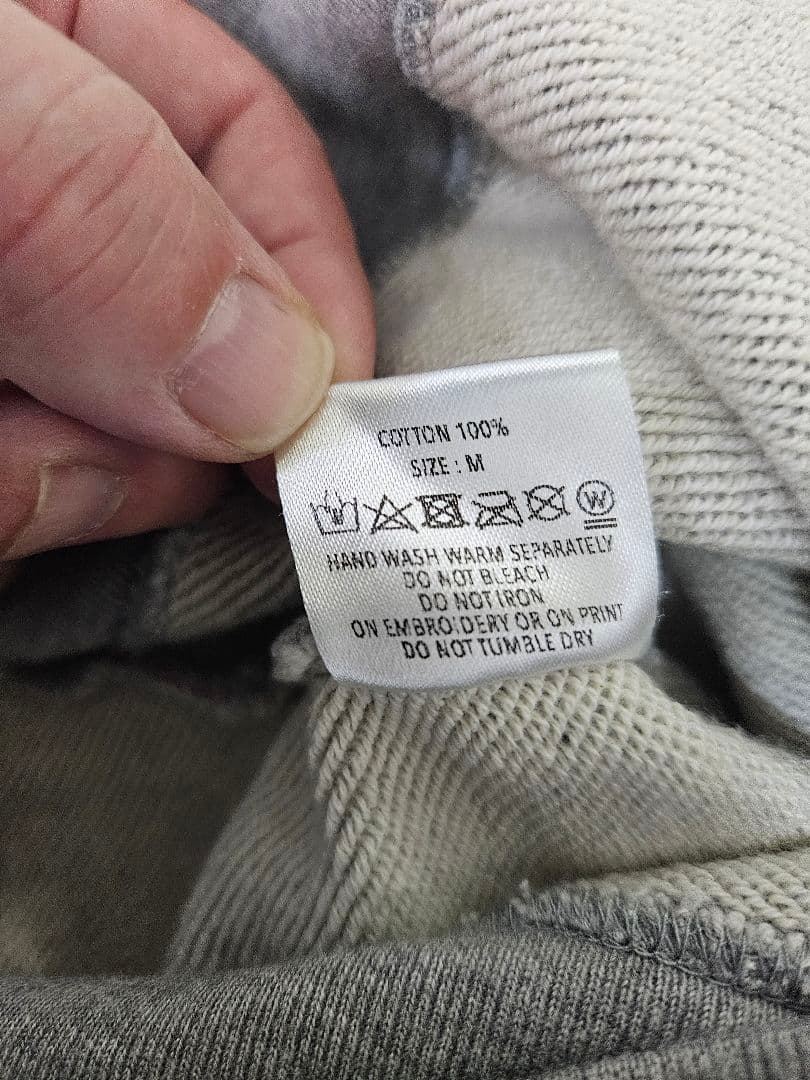 COTTON 100%
SIZE : M
W
HAND WASH WARM SEPARATELY
DO NOT BLEACH
DO NOT IRON
ON EMBROIDERY OR ON PRINT
DO NOT TUMBLE DRY